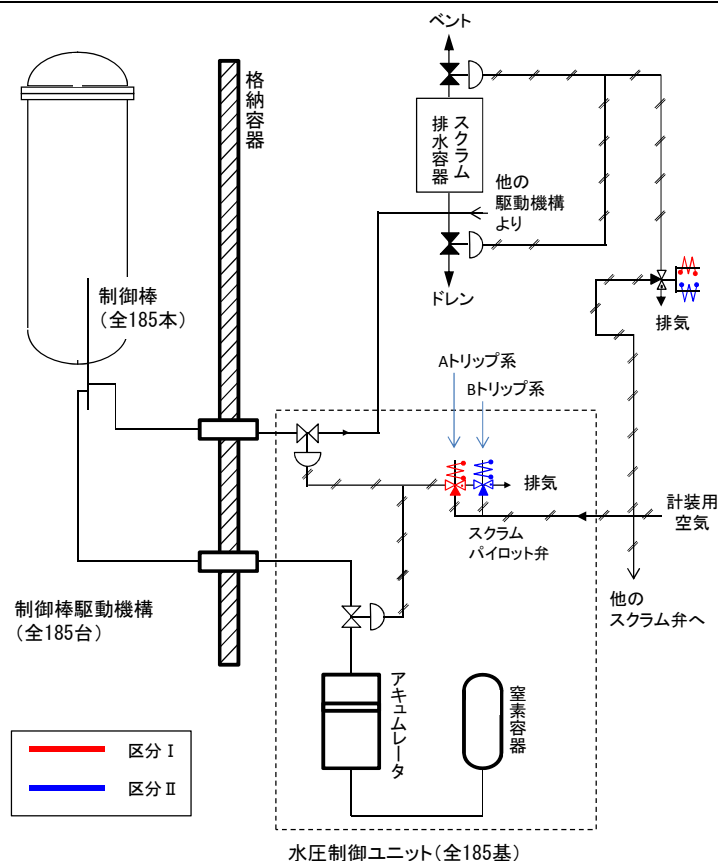 ベント
格納容器
スクラム
排水容器
他の
駆動機構
より
ドレン
排気
制御棒
(全185本)
Aトリップ系
Bトリップ系
排気
計装用
空気
スクラム
パイロット弁
他の
スクラム弁へ
制御棒駆動機構
(全185台)
アキュムレータ
窒素容器
区分Ⅰ
区分Ⅱ
水圧制御ユニット(全185基)